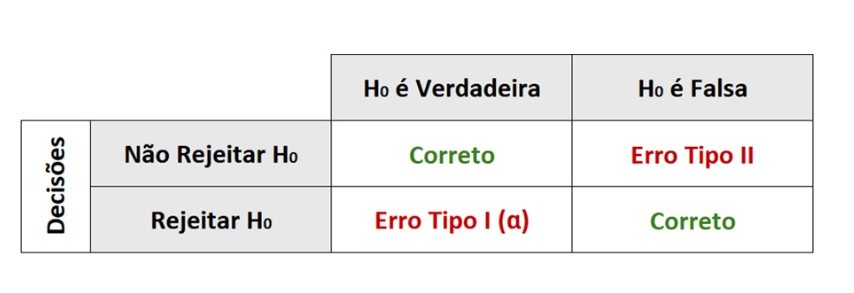 H₀ é Verdadeira
H₀ é Falsa
Decisões
Não Rejeitar H₀
Correto
Erro Tipo II
Rejeitar H₀
Erro Tipo I (α)
Correto